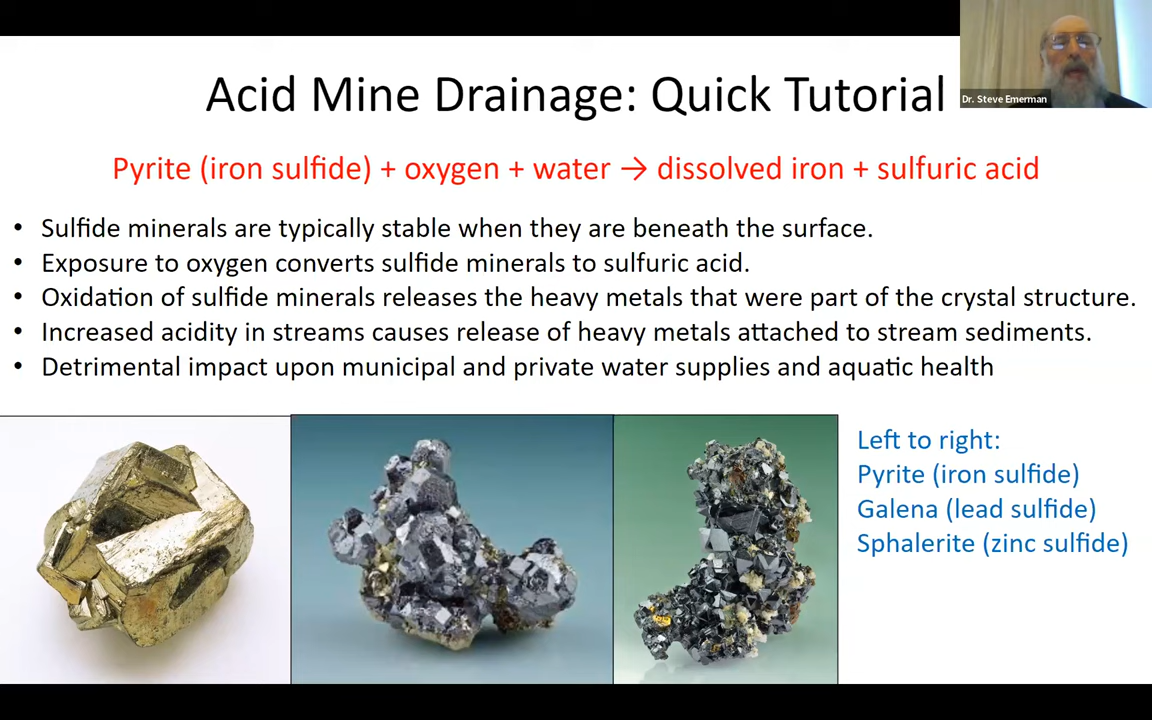 Acid Mine Drainage: Quick Tutorial
Dr. Steve Emerman
Pyrite (iron sulfide) + oxygen + water → dissolved iron + sulfuric acid
• Sulfide minerals are typically stable when they are beneath the surface.
• Exposure to oxygen converts sulfide minerals to sulfuric acid.
• Oxidation of sulfide minerals releases the heavy metals that were part of the crystal structure.
• Increased acidity in streams causes release of heavy metals attached to stream sediments.
• Detrimental impact upon municipal and private water supplies and aquatic health
Left to right:
Pyrite (iron sulfide)
Galena (lead sulfide)
Sphalerite (zinc sulfide)